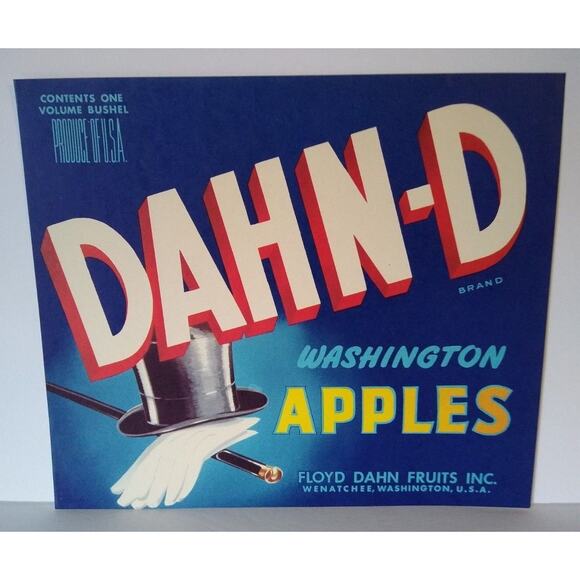 CONTENTS ONE
VOLUME BUSHEL
PRODUCE OF U.S.A.
DAHN-D
BRAND
WASHINGTON
APPLES
FLOYD DAHN FRUITS INC.
WENATCHEE, WASHINGTON, U.S.A.